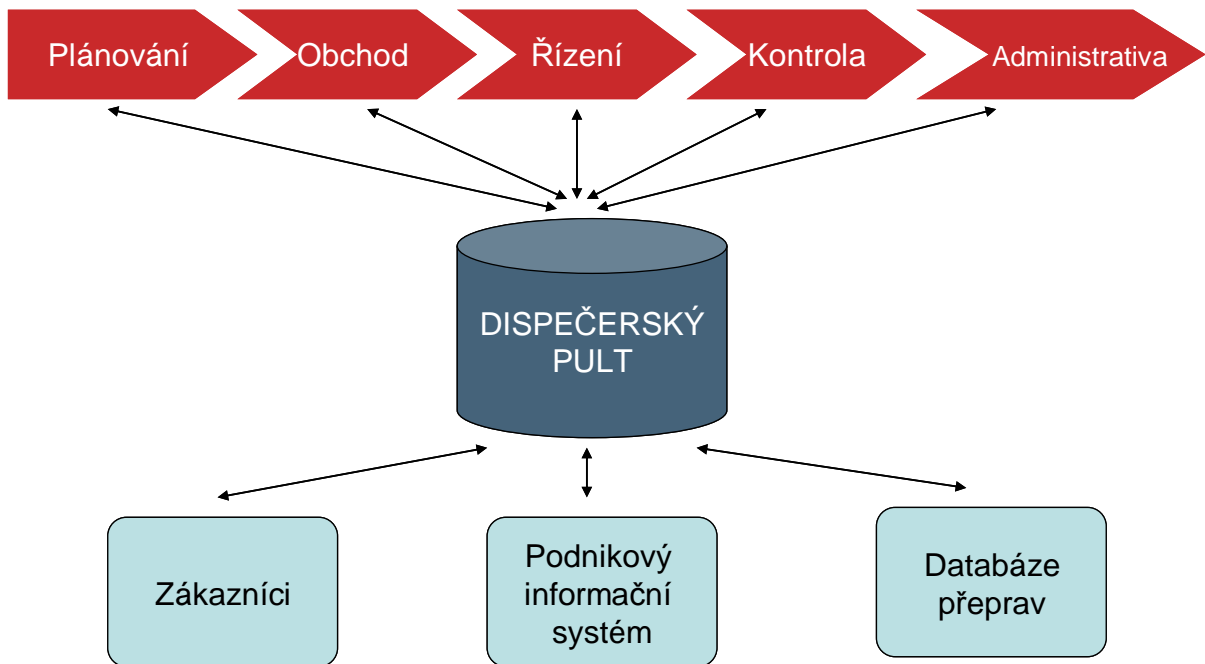 Plánování
Obchod
Řízení
Kontrola
Administrativa
DISPEČERSKÝ
PULT
Zákazníci
Podnikový
informační
systém
Databáze
přeprav